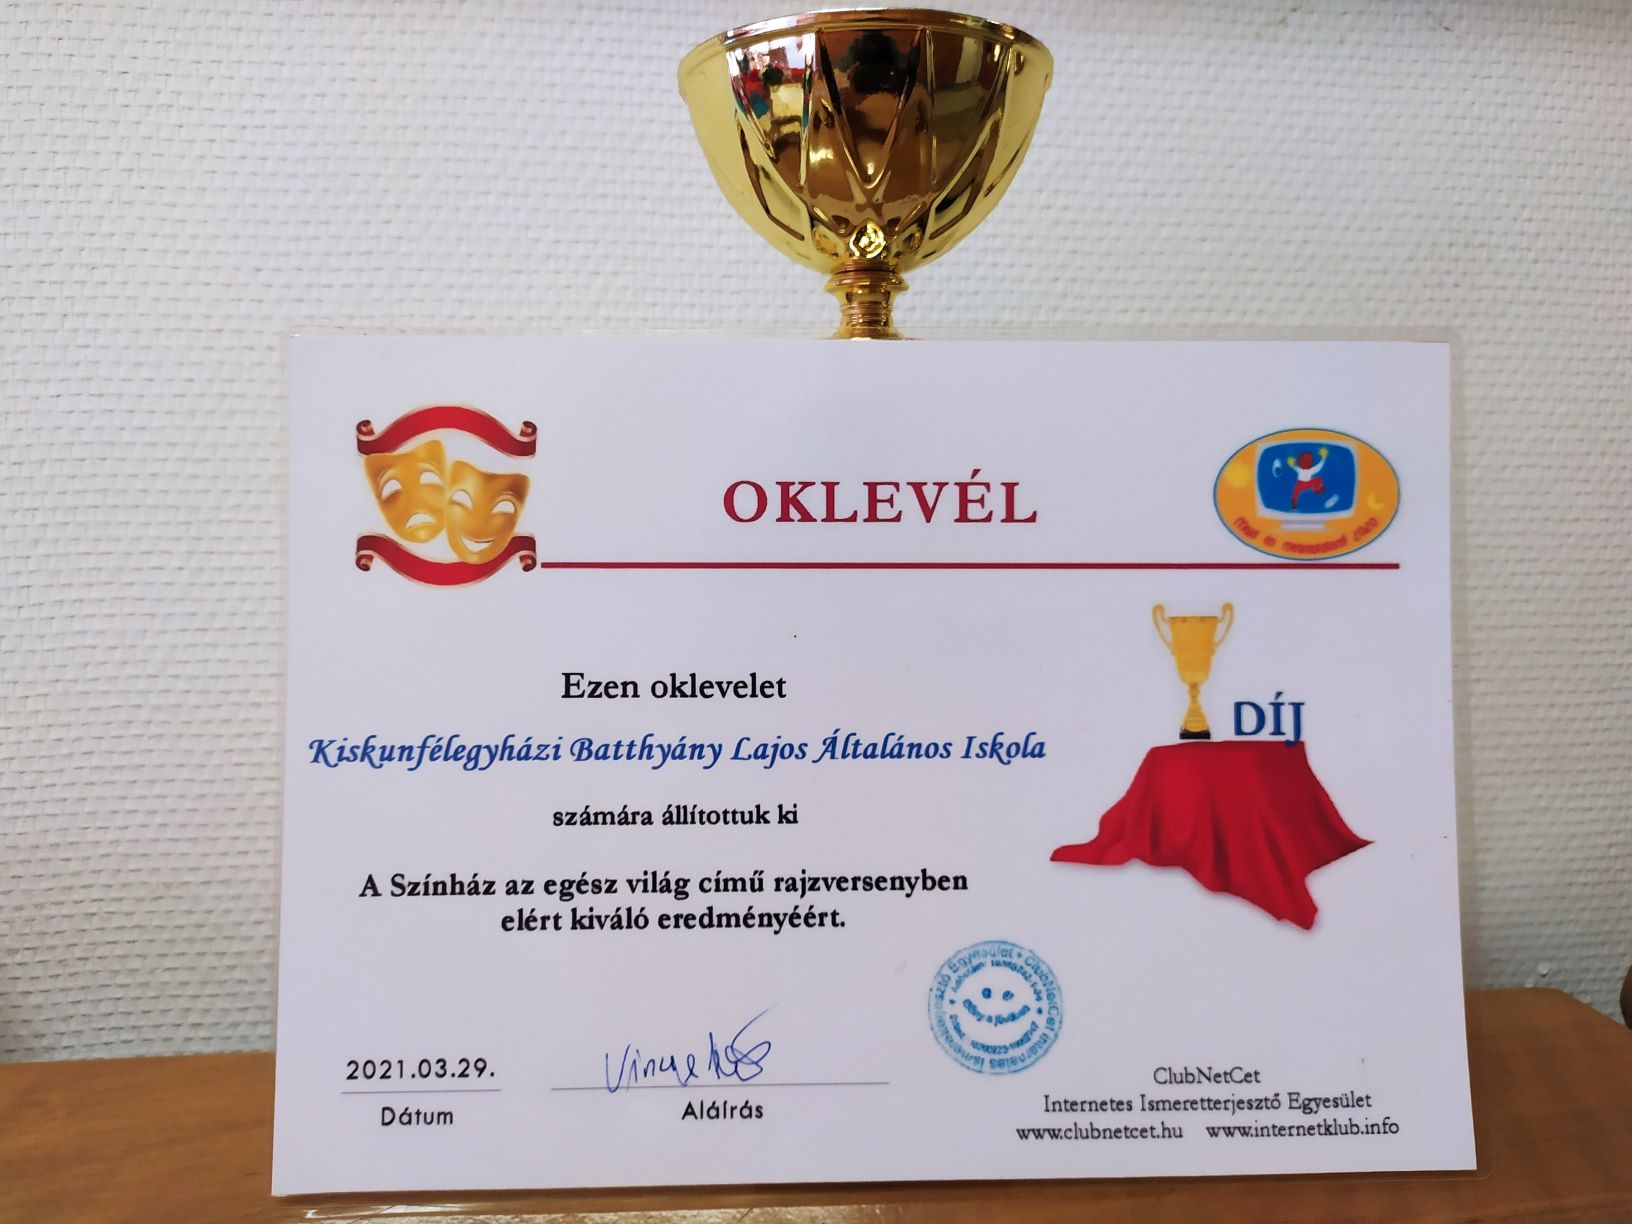 OKLEVÉL
DÍJ
Ezen oklevelet
Kiskunfélegyházi Batthyány Lajos Általános Iskola
számára állítottuk ki
A Színház az egész világ című rajzversenyben
elért kiváló eredményéért.
2021.03.29.
Dátum
Aláírás
ClubNetCet
Internetes Ismeretterjesztő Egyesület
www.clubnetcet.hu www.internetklub.info